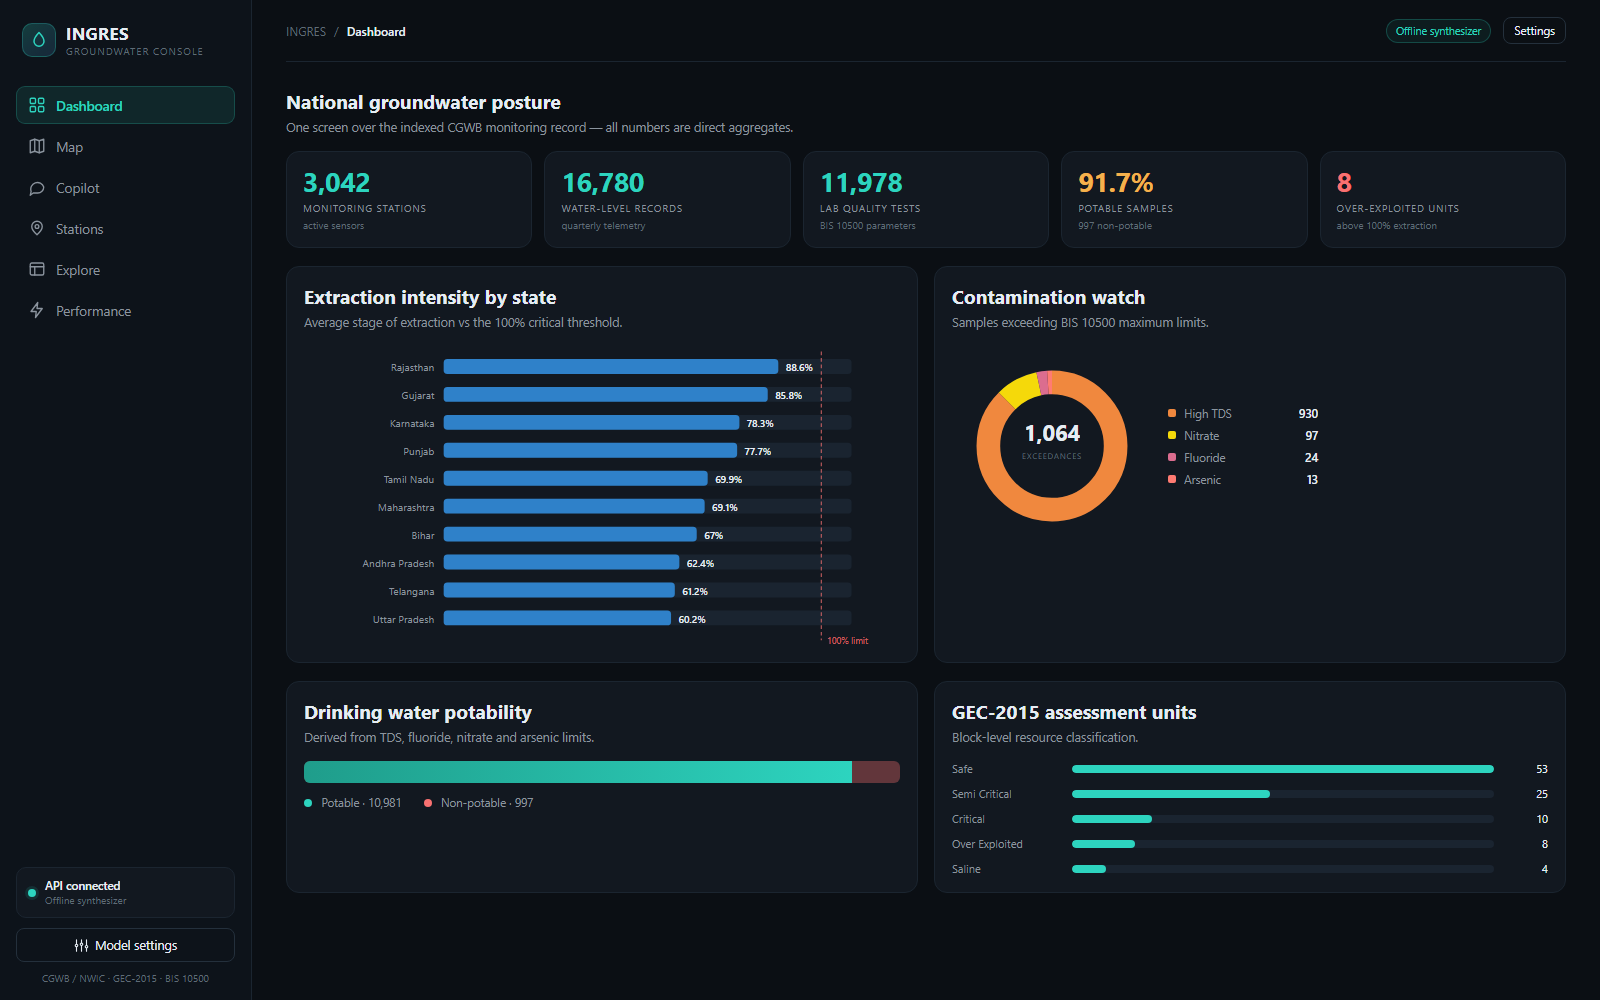 INGRES
GROUNDWATER CONSOLE
Dashboard
Map
Copilot
Stations
Explore
Performance
API connected
Offline synthesizer
Model settings
CGWB / NWIC · GEC-2015 · BIS 10500
INGRES / Dashboard
Offline synthesizer
Settings
National groundwater posture
One screen over the indexed CGWB monitoring record — all numbers are direct aggregates.
3,042
MONITORING STATIONS
active sensors
16,780
WATER-LEVEL RECORDS
quarterly telemetry
11,978
LAB QUALITY TESTS
BIS 10500 parameters
91.7%
POTABLE SAMPLES
997 non-potable
8
OVER-EXPLOITED UNITS
above 100% extraction
Extraction intensity by state
Average stage of extraction vs the 100% critical threshold.
Rajasthan 88.6%
Gujarat 85.8%
Karnataka 78.3%
Punjab 77.7%
Tamil Nadu 69.9%
Maharashtra 69.1%
Bihar 67%
Andhra Pradesh 62.4%
Telangana 61.2%
Uttar Pradesh 60.2%
100% limit
Contamination watch
Samples exceeding BIS 10500 maximum limits.
1,064
EXCEEDANCES
High TDS 930
Nitrate 97
Fluoride 24
Arsenic 13
Drinking water potability
Derived from TDS, fluoride, nitrate and arsenic limits.
Potable · 10,981
Non-potable · 997
GEC-2015 assessment units
Block-level resource classification.
Safe 53
Semi Critical 25
Critical 10
Over Exploited 8
Saline 4